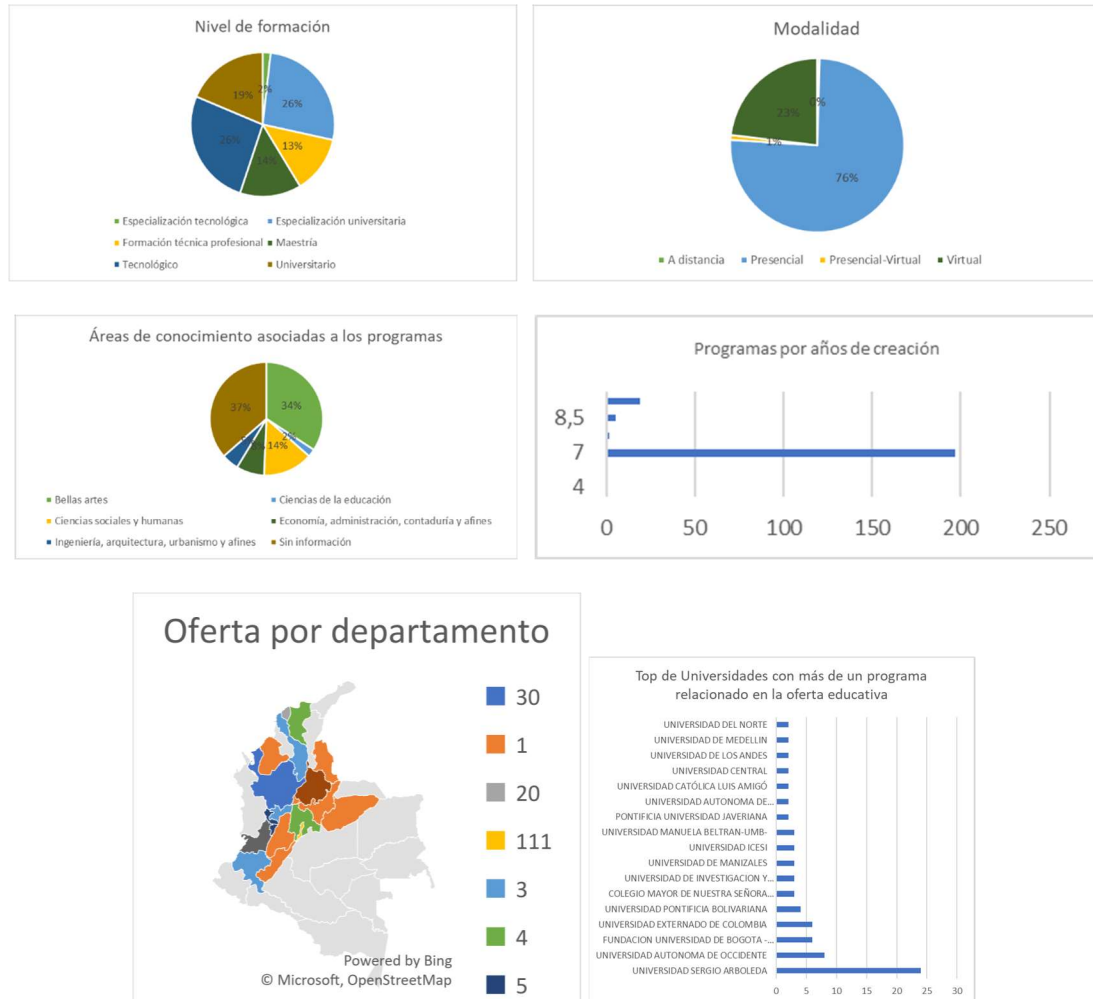 Nivel de formación
2%
26%
19%
26%
13%
14%
Especialización tecnológica
Especialización universitaria
Formación técnica profesional
Maestría
Tecnológico
Universitario
Modalidad
0%
23%
1%
76%
A distancia
Presencial
Presencial-Virtual
Virtual
Áreas de conocimiento asociadas a los programas
37%
34%
2%
14%
Bellas artes
Ciencias de la educación
Ciencias sociales y humanas
Economía, administración, contaduría y afines
Ingeniería, arquitectura, urbanismo y afines
Sin información
Programas por años de creación
8,5
7
4
0 50 100 150 200 250
Oferta por departamento
30
1
20
111
3
4
5
Powered by Bing
© Microsoft, OpenStreetMap
Top de Universidades con más de un programa
relacionado en la oferta educativa
UNIVERSIDAD DEL NORTE
UNIVERSIDAD DE MEDELLIN
UNIVERSIDAD DE LOS ANDES
UNIVERSIDAD CENTRAL
UNIVERSIDAD CATÓLICA LUIS AMIGÓ
UNIVERSIDAD AUTONOMA DE...
PONTIFICIA UNIVERSIDAD JAVERIANA
UNIVERSIDAD MANUELA BELTRAN-UMB-
UNIVERSIDAD ICESI
UNIVERSIDAD DE MANIZALES
UNIVERSIDAD DE INVESTIGACION Y...
COLEGIO MAYOR DE NUESTRA SEÑORA...
UNIVERSIDAD PONTIFICIA BOLIVARIANA
UNIVERSIDAD EXTERNADO DE COLOMBIA
FUNDACION UNIVERSIDAD DE BOGOTA -...
UNIVERSIDAD AUTONOMA DE OCCIDENTE
UNIVERSIDAD SERGIO ARBOLEDA
0 5 10 15 20 25 30